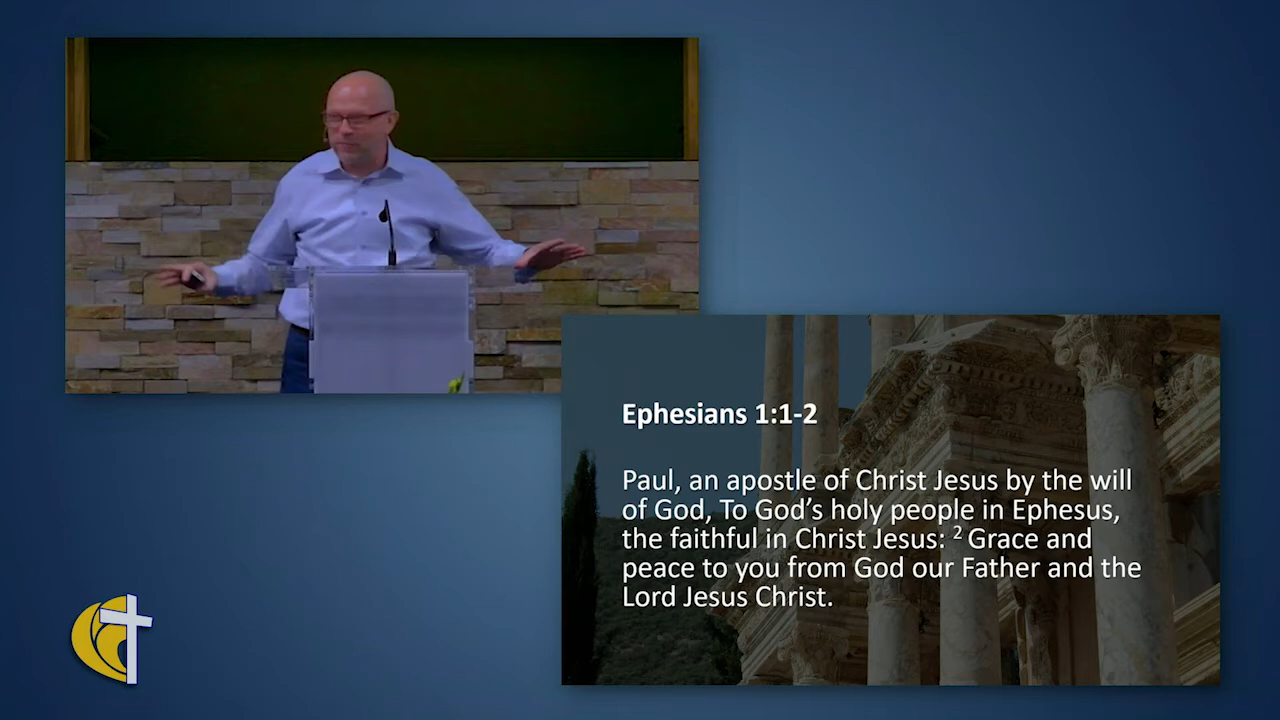 Ephesians 1:1-2
Paul, an apostle of Christ Jesus by the will
of God, To God’s holy people in Ephesus,
the faithful in Christ Jesus: ² Grace and
peace to you from God our Father and the
Lord Jesus Christ.